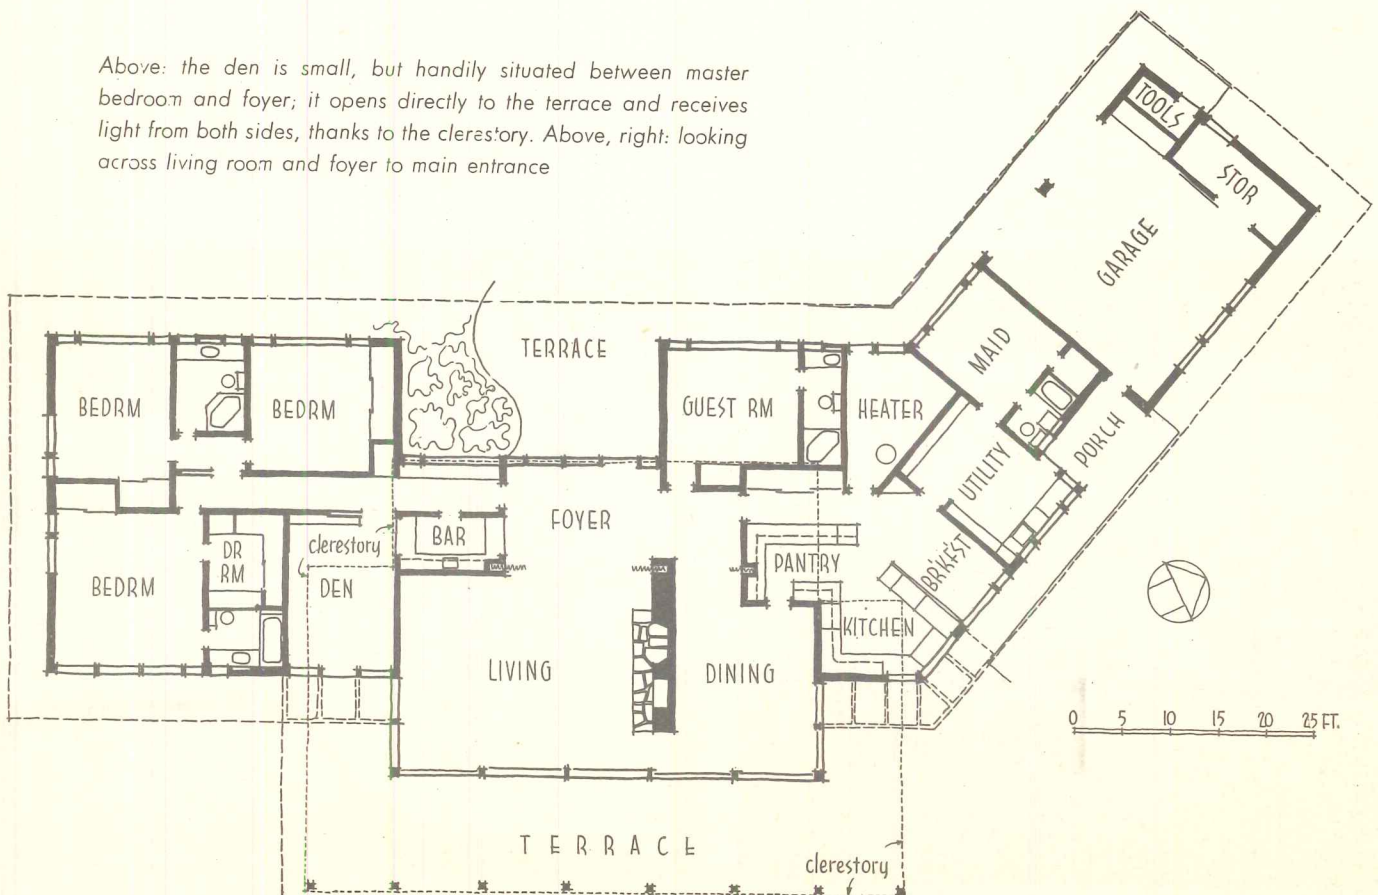 Above: the den is small, but handily situated between master
bedroom and foyer; it opens directly to the terrace and receives
light from both sides, thanks to the clerestory. Above, right: looking
across living room and foyer to main entrance
TOOLS
STOR
GARAGE
TERRACE
MAID
BEDRM
BEDRM
GUEST RM
HEATER
PORCH
UTILITY
FOYER
BAR
clerestory
DR
RM
PANTRY
BRKFST
BEDRM
DEN
KITCHEN
LIVING
DINING
0 5 10 15 20 25 FT.
TERRACE
clerestory